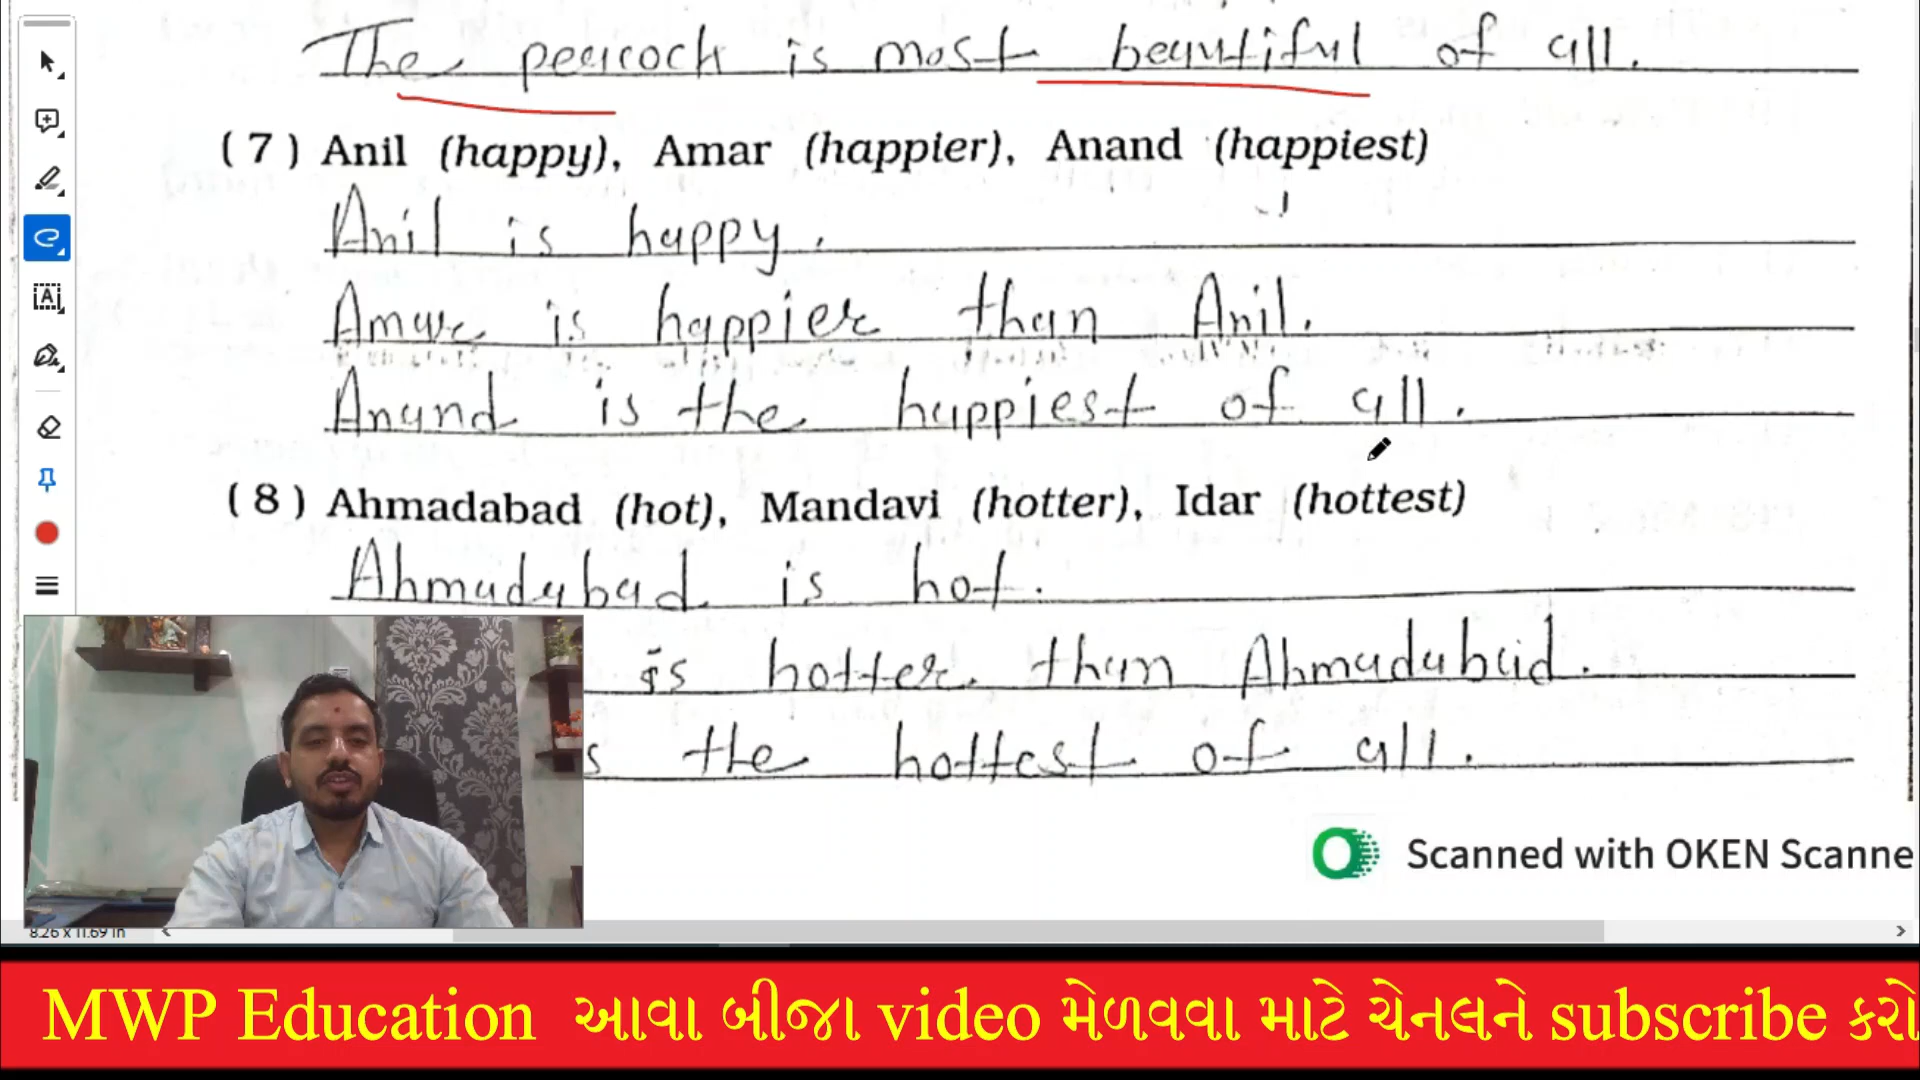 The peacock is most beautiful of all.
( 7 ) Anil (happy), Amar (happier), Anand (happiest)
Anil is happy.
Amar is happier than Anil.
Anand is the happiest of all.
( 8 ) Ahmadabad (hot), Mandavi (hotter), Idar (hottest)
Ahmadabad is hot.
is hotter than Ahmadabad.
s the hottest of all.
Scanned with OKEN Scanne
8.26 x 11.69 in
MWP Education આવા બીજા video મેળવવા માટે ચેનલને subscribe કરો